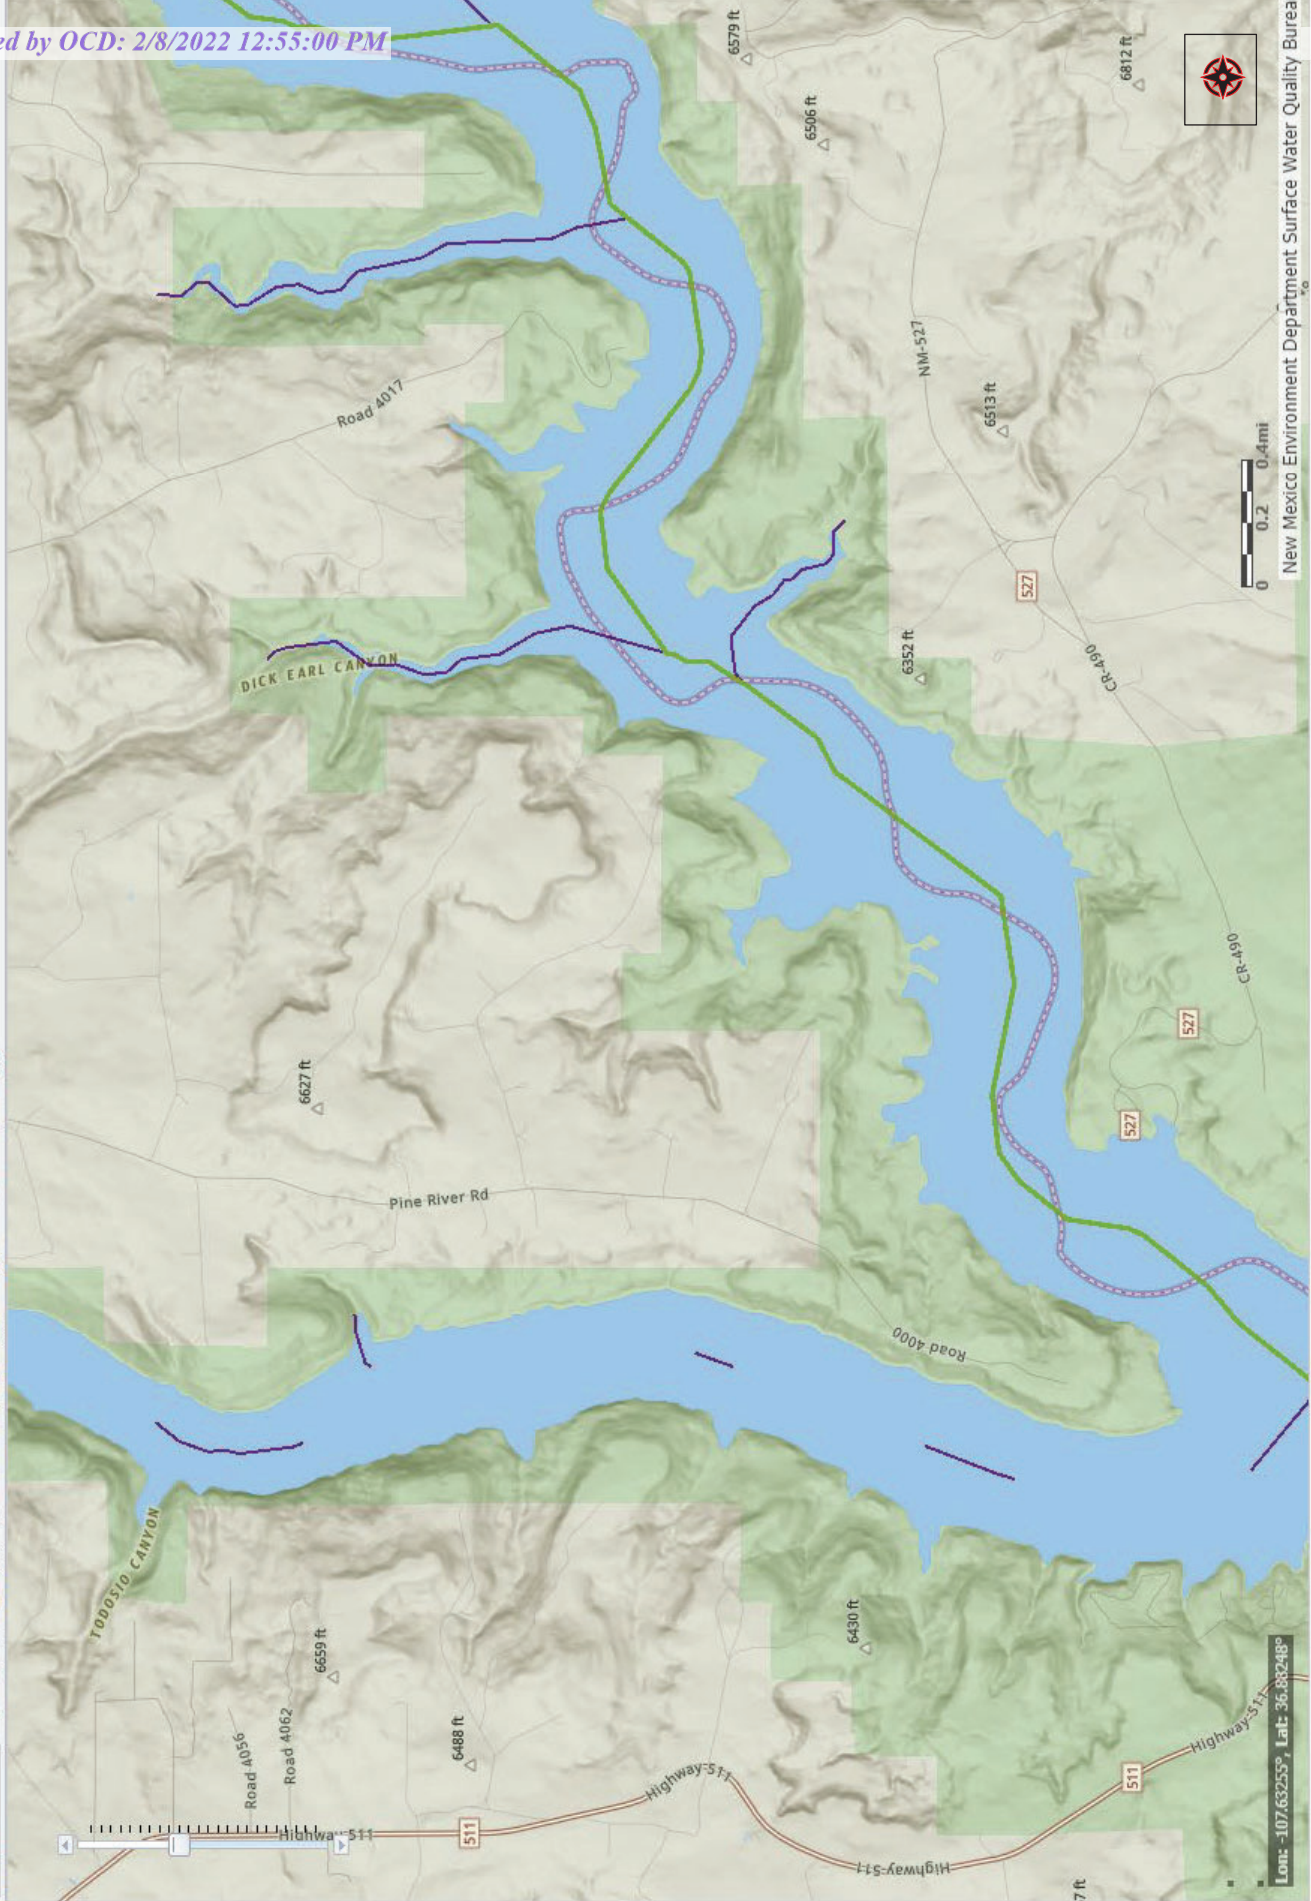 ed by OCD: 2/8/2022 12:55:00 PM
6579 ft
6812 ft
6506 ft
Road 4017
NM-527
6513 ft
0 0.2 0.4mi
New Mexico Environment Department Surface Water Quality Burea
527
DICK EARL CANYON
6352 ft
CR-490
CR-490
527
527
6627 ft
Pine River Rd
Road 4000
TODOSIO CANYON
6659 ft
6430 ft
Road 4056
Road 4062
6488 ft
Highway-511
Highway-511
Highway-511
Highway-511
511
511
7 ft
Lon: -107.63255°, Lat: 36.88248°